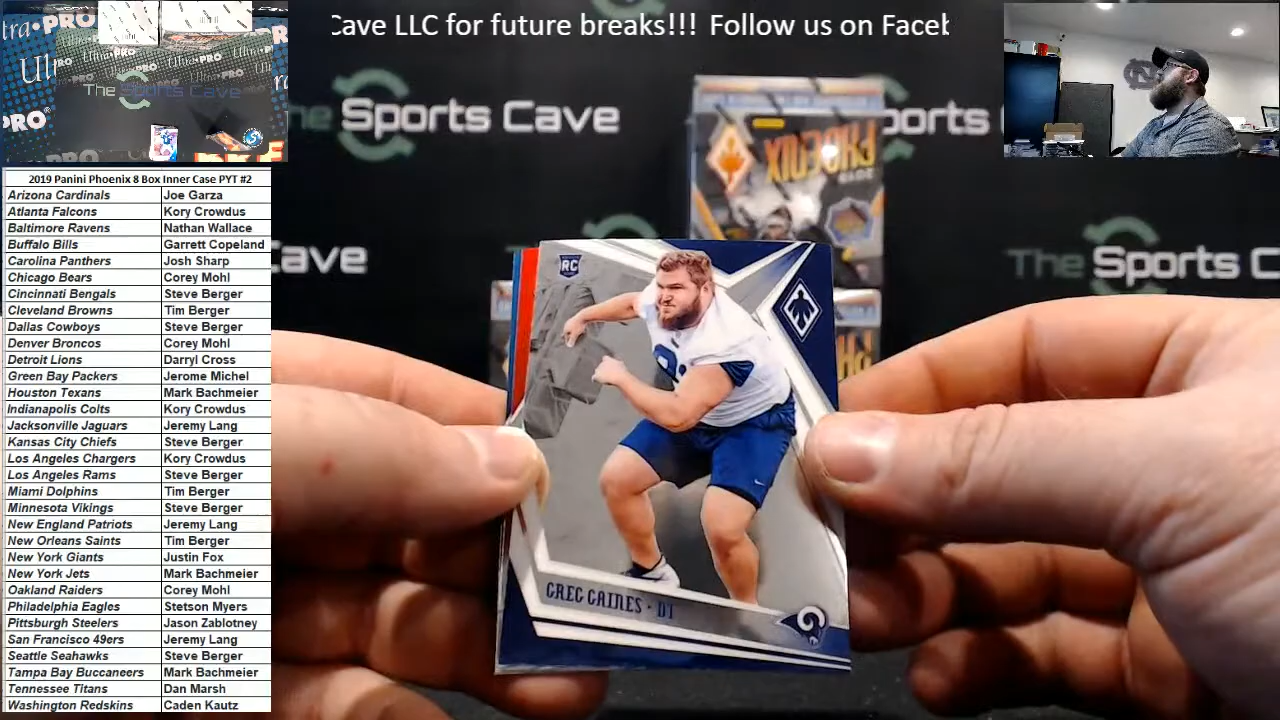 Cave LLC for future breaks!!! Follow us on Faceb
The Sports Cave
2019 Panini Phoenix 8 Box Inner Case PYT #2
Arizona Cardinals Joe Garza
Atlanta Falcons Kory Crowdus
Baltimore Ravens Nathan Wallace
Buffalo Bills Garrett Copeland
Carolina Panthers Josh Sharp
Chicago Bears Corey Mohl
Cincinnati Bengals Steve Berger
Cleveland Browns Tim Berger
Dallas Cowboys Steve Berger
Denver Broncos Corey Mohl
Detroit Lions Darryl Cross
Green Bay Packers Jerome Michel
Houston Texans Mark Bachmeier
Indianapolis Colts Kory Crowdus
Jacksonville Jaguars Jeremy Lang
Kansas City Chiefs Steve Berger
Los Angeles Chargers Kory Crowdus
Los Angeles Rams Steve Berger
Miami Dolphins Tim Berger
Minnesota Vikings Steve Berger
New England Patriots Jeremy Lang
New Orleans Saints Tim Berger
New York Giants Justin Fox
New York Jets Mark Bachmeier
Oakland Raiders Corey Mohl
Philadelphia Eagles Stetson Myers
Pittsburgh Steelers Jason Zablotney
San Francisco 49ers Jeremy Lang
Seattle Seahawks Steve Berger
Tampa Bay Buccaneers Mark Bachmeier
Tennessee Titans Dan Marsh
Washington Redskins Caden Kautz
The Sports Cave
ports Cave
PHOENIX
2019
Cave
The Sports C
RC
GREG GAINES · DT